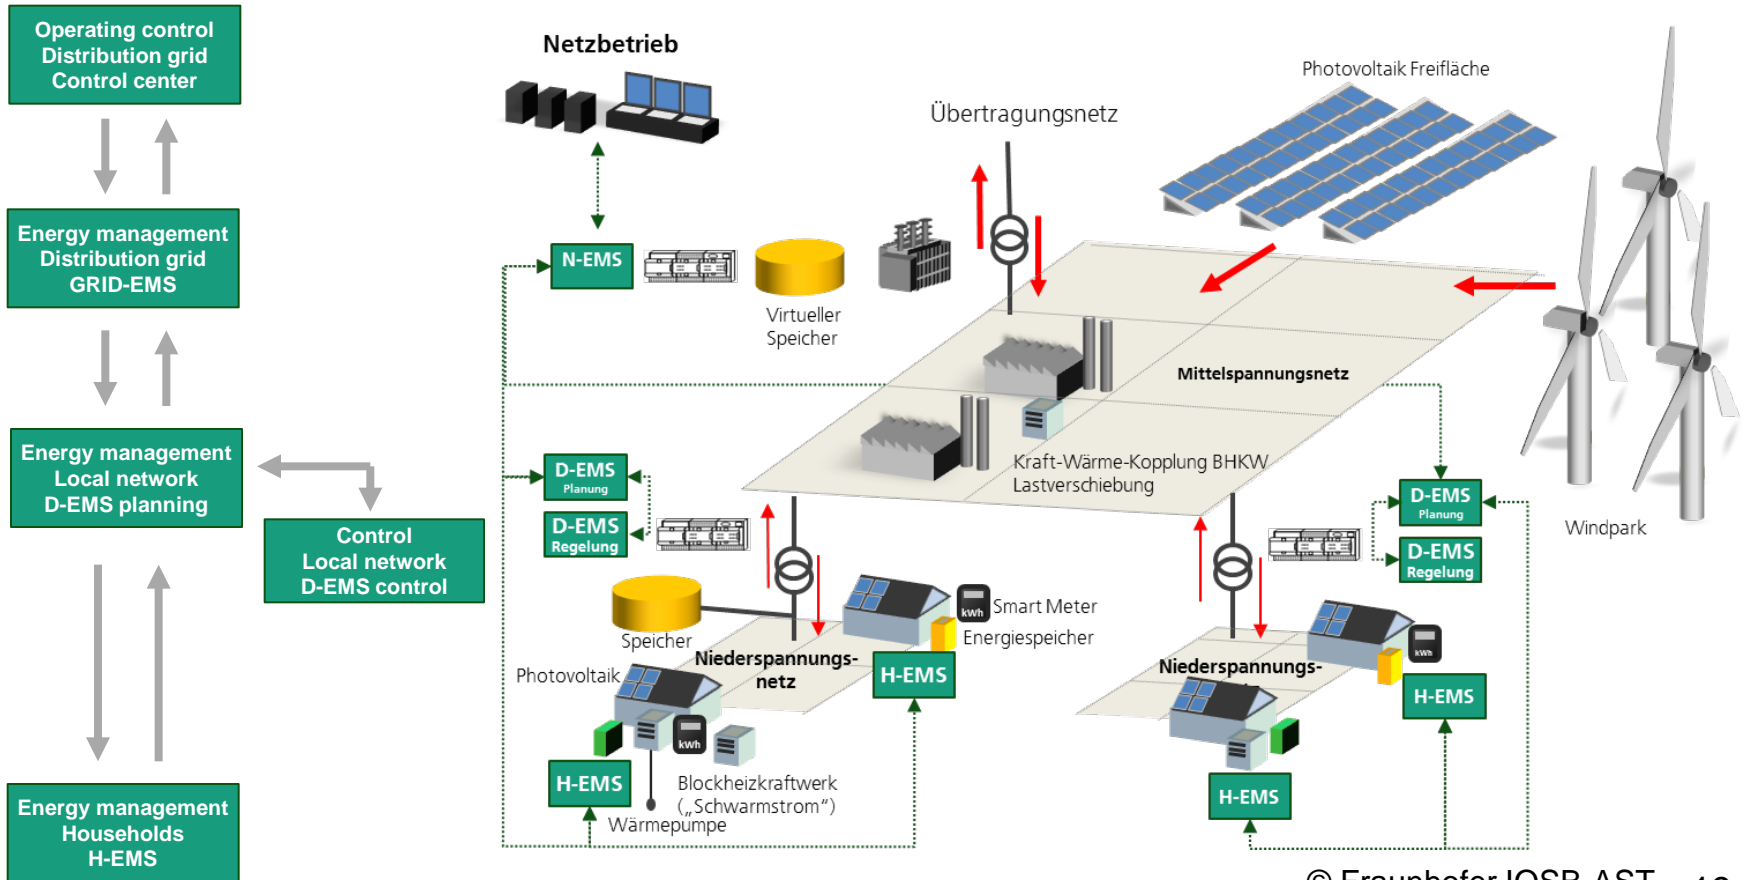 Operating control
Distribution grid
Control center
Energy management
Distribution grid
GRID-EMS
Energy management
Local network
D-EMS planning
Control
Local network
D-EMS control
Energy management
Households
H-EMS
Netzbetrieb
Übertragungsnetz
Photovoltaik Freifläche
N-EMS
Virtueller
Speicher
Mittelspannungsnetz
Kraft-Wärme-Kopplung BHKW
Lastverschiebung
Windpark
D-EMS
Planung
D-EMS
Regelung
D-EMS
Planung
D-EMS
Regelung
Speicher
kWh
Smart Meter
Energiespeicher
Niederspannungs-
netz
H-EMS
Photovoltaik
kWh
H-EMS
Blockheizkraftwerk
(„Schwarmstrom“)
Wärmepumpe
Niederspannungs-
kWh
H-EMS
H-EMS
© Fraunhofer IOSB-AST